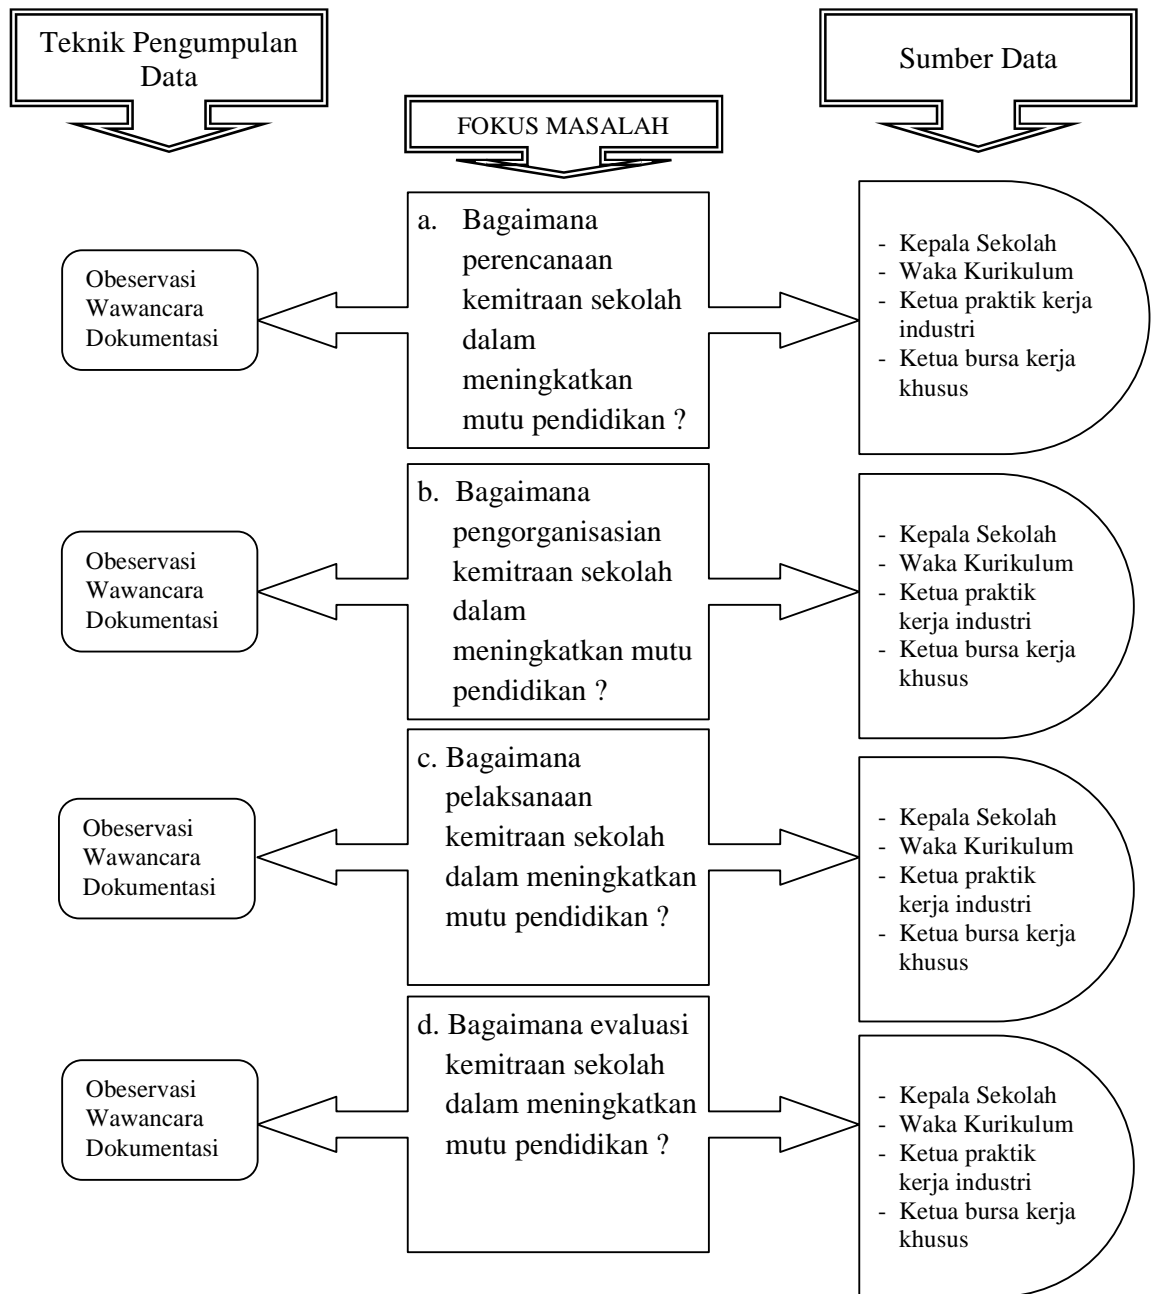 Teknik Pengumpulan
Data
FOKUS MASALAH
Sumber Data
Obeservasi
Wawancara
Dokumentasi
a. Bagaimana
perencanaan
kemitraan sekolah
dalam
meningkatkan
mutu pendidikan ?
- Kepala Sekolah
- Waka Kurikulum
- Ketua praktik kerja
industri
- Ketua bursa kerja
khusus
Obeservasi
Wawancara
Dokumentasi
b. Bagaimana
pengorganisasian
kemitraan sekolah
dalam
meningkatkan mutu
pendidikan ?
- Kepala Sekolah
- Waka Kurikulum
- Ketua praktik
kerja industri
- Ketua bursa kerja
khusus
Obeservasi
Wawancara
Dokumentasi
c. Bagaimana
pelaksanaan
kemitraan sekolah
dalam meningkatkan
mutu pendidikan ?
- Kepala Sekolah
- Waka Kurikulum
- Ketua praktik
kerja industri
- Ketua bursa kerja
khusus
Obeservasi
Wawancara
Dokumentasi
d. Bagaimana evaluasi
kemitraan sekolah
dalam meningkatkan
mutu pendidikan ?
- Kepala Sekolah
- Waka Kurikulum
- Ketua praktik
kerja industri
- Ketua bursa kerja
khusus